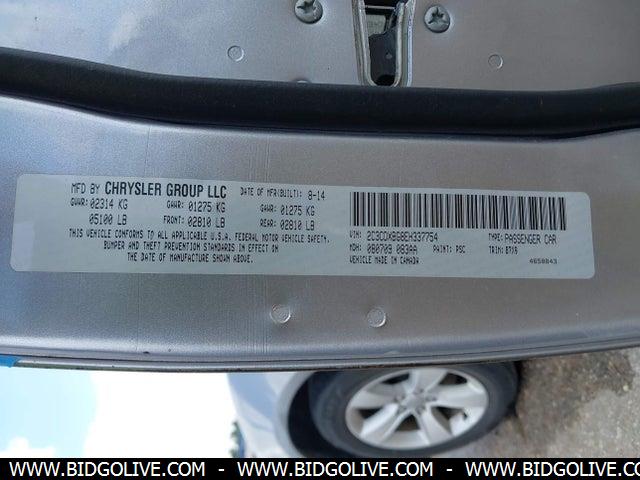 MFD BY CHRYSLER GROUP LLC DATE OF MFR(BUILT): 8-14
GVWR: 02314 KG GAWR: 01275 KG GAWR: 01275 KG
05100 LB FRONT: 02810 LB REAR: 02810 LB
THIS VEHICLE CONFORMS TO ALL APPLICABLE U.S.A. FEDERAL MOTOR VEHICLE SAFETY,
BUMPER AND THEFT PREVENTION STANDARDS IN EFFECT ON
THE DATE OF MANUFACTURE SHOWN ABOVE.
VIN: 2C3CDXBG8EH337754 TYPE: PASSENGER CAR
MDH: 080709 083AA PAINT: PSC TRIM: B7X9
VEHICLE MADE IN CANADA 4658843
WWW.BIDGOLIVE.COM - WWW.BIDGOLIVE.COM - WWW.BIDGOLIVE.COM